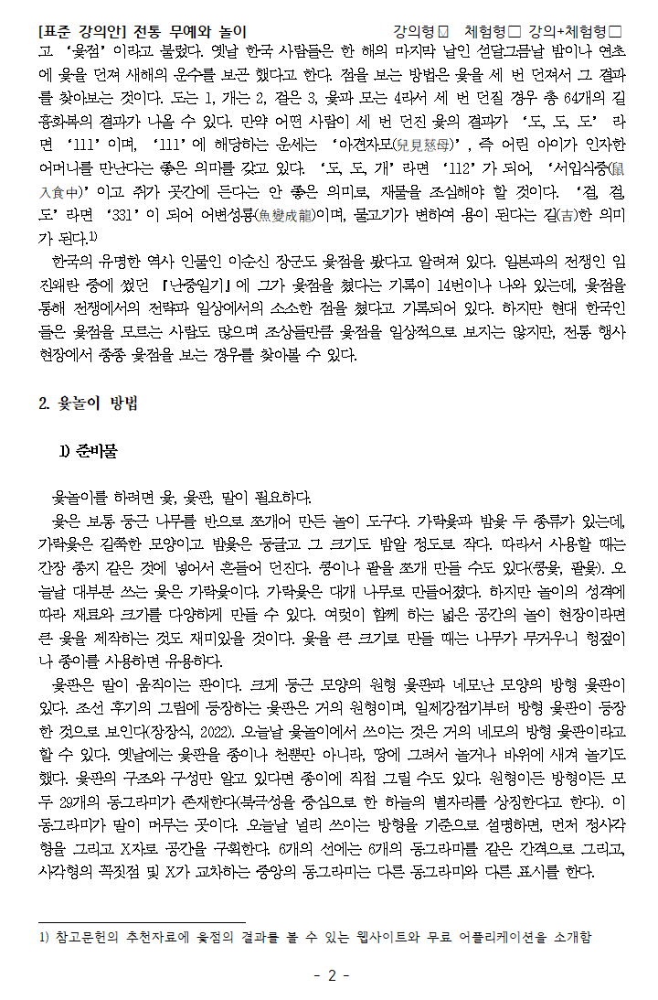 [표준 강의안] 전통 무예와 놀이 강의형☑ 체험형□ 강의+체험형□
고 ‘윷점’이라고 불렀다. 옛날 한국 사람들은 한 해의 마지막 날인 섣달그믐날 밤이나 연초
에 윷을 던져 새해의 운수를 보곤 했다고 한다. 점을 보는 방법은 윷을 세 번 던져서 그 결과
를 찾아보는 것이다. 도는 1, 개는 2, 걸은 3, 윷과 모는 4라서 세 번 던질 경우 총 64개의 길
흉화복의 결과가 나올 수 있다. 만약 어떤 사람이 세 번 던진 윷의 결과가 ‘도, 도, 도’ 라
면 ‘111’이며, ‘111’에 해당하는 운세는 ‘아견자모(兒見慈母)’, 즉 어린 아이가 인자한
어머니를 만난다는 좋은 의미를 갖고 있다. ‘도, 도, 개’라면 ‘112’가 되어, ‘서입식중(鼠
入食中)’이고 쥐가 곳간에 든다는 안 좋은 의미로, 재물을 조심해야 할 것이다. ‘걸, 걸,
도’라면 ‘331’이 되어 어변성룡(魚變成龍)이며, 물고기가 변하여 용이 된다는 길(吉)한 의미
가 된다.1)
한국의 유명한 역사 인물인 이순신 장군도 윷점을 봤다고 알려져 있다. 일본과의 전쟁인 임
진왜란 중에 썼던 『난중일기』에 그가 윷점을 쳤다는 기록이 14번이나 나와 있는데, 윷점을
통해 전쟁에서의 전략과 일상에서의 소소한 점을 쳤다고 기록되어 있다. 하지만 현대 한국인
들은 윷점을 모르는 사람도 많으며 조상들만큼 윷점을 일상적으로 보지는 않지만, 전통 행사
현장에서 종종 윷점을 보는 경우를 찾아볼 수 있다.
2. 윷놀이 방법
1) 준비물
윷놀이를 하려면 윷, 윷판, 말이 필요하다.
윷은 보통 둥근 나무를 반으로 쪼개어 만든 놀이 도구다. 가락윷과 밤윷 두 종류가 있는데,
가락윷은 길쭉한 모양이고 밤윷은 둥글고 그 크기도 밤알 정도로 작다. 따라서 사용할 때는
간장 종지 같은 것에 넣어서 흔들어 던진다. 콩이나 팥을 쪼개 만들 수도 있다(콩윷, 팥윷). 오
늘날 대부분 쓰는 윷은 가락윷이다. 가락윷은 대개 나무로 만들어졌다. 하지만 놀이의 성격에
따라 재료와 크기를 다양하게 만들 수 있다. 여럿이 함께 하는 넓은 공간의 놀이 현장이라면
큰 윷을 제작하는 것도 재미있을 것이다. 윷을 큰 크기로 만들 때는 나무가 무거우니 헝겊이
나 종이를 사용하면 유용하다.
윷판은 말이 움직이는 판이다. 크게 둥근 모양의 원형 윷판과 네모난 모양의 방형 윷판이
있다. 조선 후기의 그림에 등장하는 윷판은 거의 원형이며, 일제강점기부터 방형 윷판이 등장
한 것으로 보인다(장장식, 2022). 오늘날 윷놀이에서 쓰이는 것은 거의 네모의 방형 윷판이라고
할 수 있다. 옛날에는 윷판을 종이나 천뿐만 아니라, 땅에 그려서 놀거나 바위에 새겨 놀기도
했다. 윷판의 구조와 구성만 알고 있다면 종이에 직접 그릴 수도 있다. 원형이든 방형이든 모
두 29개의 동그라미가 존재한다(북극성을 중심으로 한 하늘의 별자리를 상징한다고 한다). 이
동그라미가 말이 머무는 곳이다. 오늘날 널리 쓰이는 방형을 기준으로 설명하면, 먼저 정사각
형을 그리고 X자로 공간을 구획한다. 6개의 선에는 6개의 동그라미를 같은 간격으로 그리고,
사각형의 꼭짓점 및 X가 교차하는 중앙의 동그라미는 다른 동그라미와 다른 표시를 한다.
1) 참고문헌의 추천자료에 윷점의 결과를 볼 수 있는 웹사이트와 무료 어플리케이션을 소개함
- 2 -